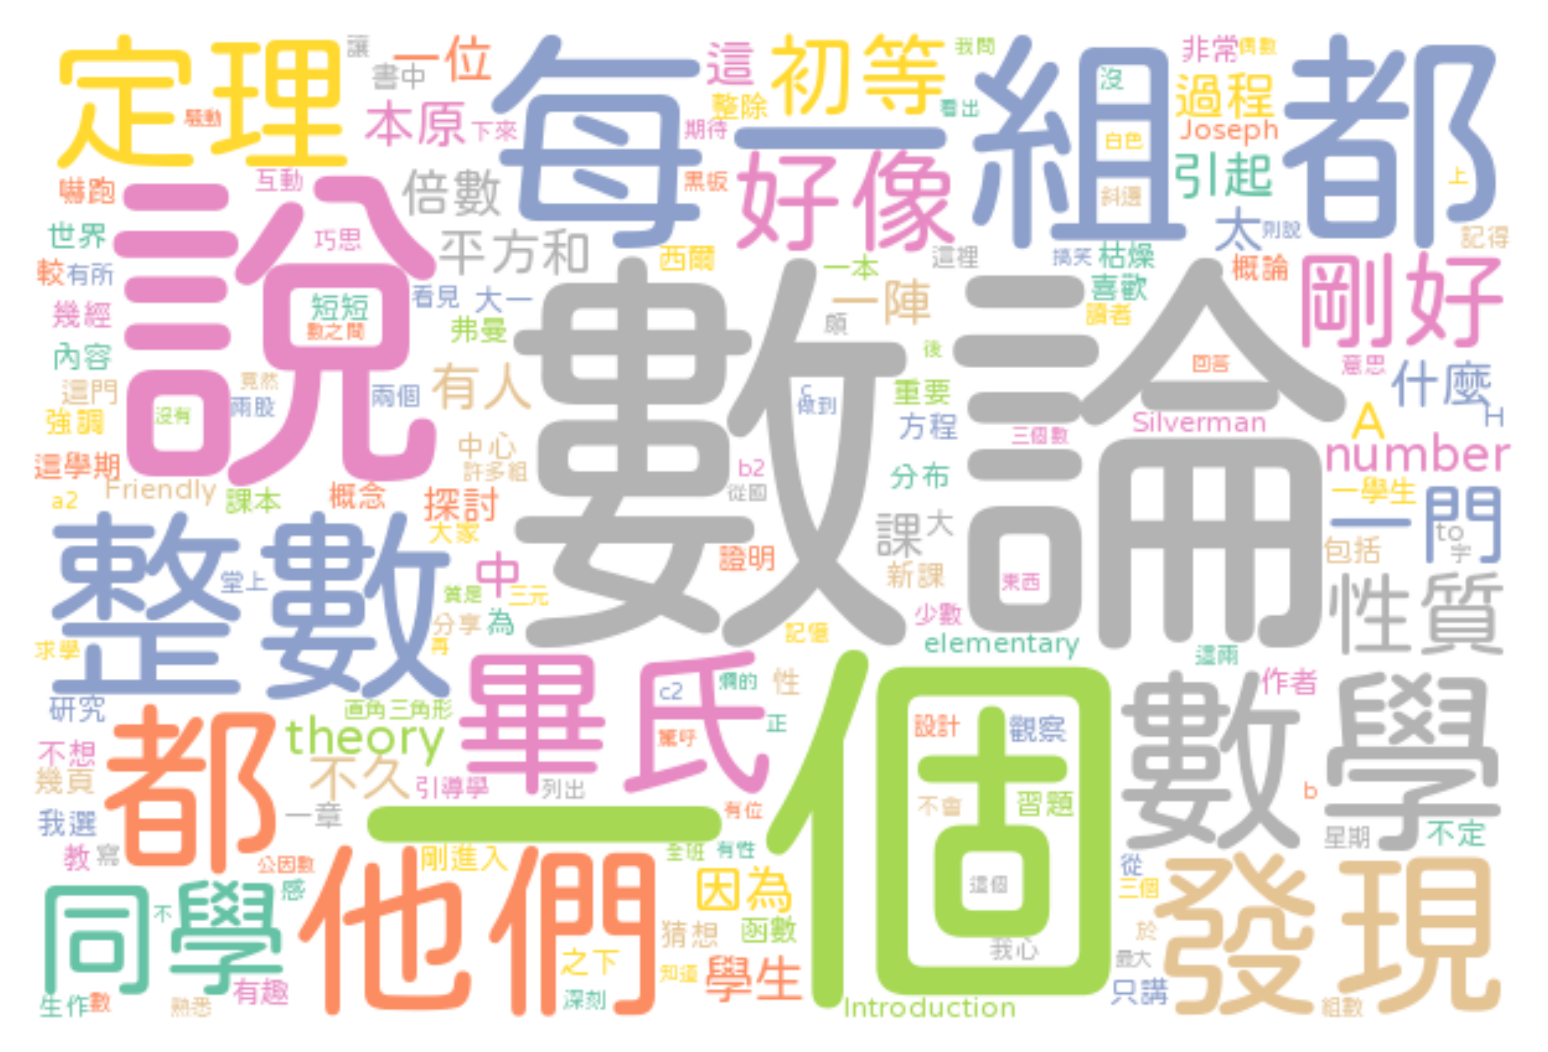 定理
騷動
讓
書中
一位
本原
下來
每一組
這
整除
期待
黑板
初等
我問
看出
好像
沒
白色
斜邊
都
非常
偶數
過程
Joseph
引起
上
太
則說
記得
嚇跑
互動
說
巧思
短短
數之間
倍數
平方和
世界
較
有所
看見
大一
弗曼
西爾
一本
一陣
頗
這裡
搞笑
枯燥
喜歡
讀者
概論
剛好
幾經
內容
這門
竟然
兩股
沒有
兩個
有人
數論
c
做到
後
重要
方程
三個數
回答
Silverman
意思
什麼
A
H
強調
這學期
Friendly
a2
課本
概念
中心
許多組
探討
大家
b2
從國
分布
number
一學生
一門
to
字
整數
堂上
求學
中
三元
質是
分享
為
再
證明
課
大
新課
東西
少數
記憶
elementary
這兩
包括
性質
研究
不想
幾頁
我選
教
寫
都
直角三角形
theory
不久
引導學
列出
一章
畢氏
c2
驚呼
爛的
性
正
有位
一個
設計
觀察
不會
習題
這個
我心
數學
作者
b
星期
不定
公因數
剛進入
全班
有性
同學
感
不
生作
數
熟悉
有趣
他們
因為
猜想
函數
之下
知道
深刻
學生
Introduction
從
三個
於
最大
只講
發現
組數